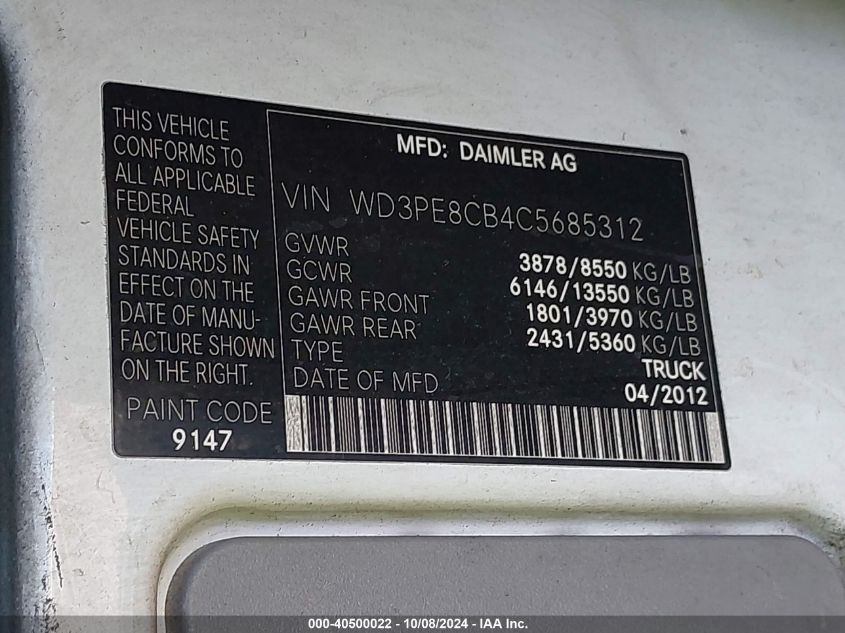 THIS VEHICLE
CONFORMS TO
ALL APPLICABLE
FEDERAL
VEHICLE SAFETY
STANDARDS IN
EFFECT ON THE
DATE OF MANU-
FACTURE SHOWN
ON THE RIGHT.
PAINT CODE
9147
MFD: DAIMLER AG
VIN WD3PE8CB4C5685312
GVWR 3878/8550 KG/LB
GCWR 6146/13550 KG/LB
GAWR FRONT 1801/3970 KG/LB
GAWR REAR 2431/5360 KG/LB
TYPE TRUCK
DATE OF MFD 04/2012
000-40500022 - 10/08/2024 - IAA Inc.